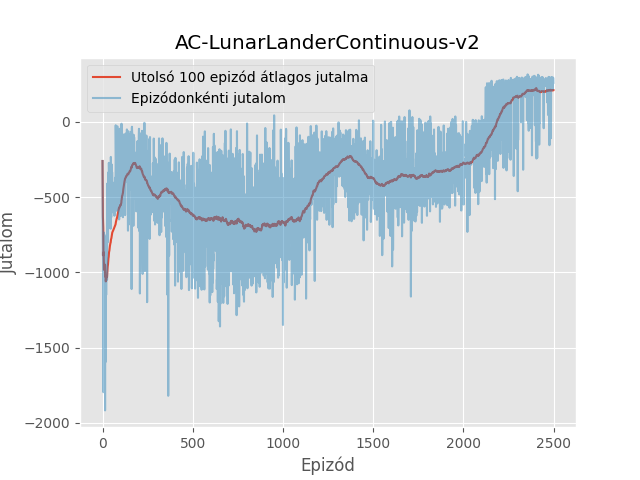 AC-LunarLanderContinuous-v2
Utolsó 100 epizód átlagos jutalma
Epizódonkénti jutalom
0
−500
−1000
−1500
−2000
Jutalom
0 500 1000 1500 2000 2500
Epizód